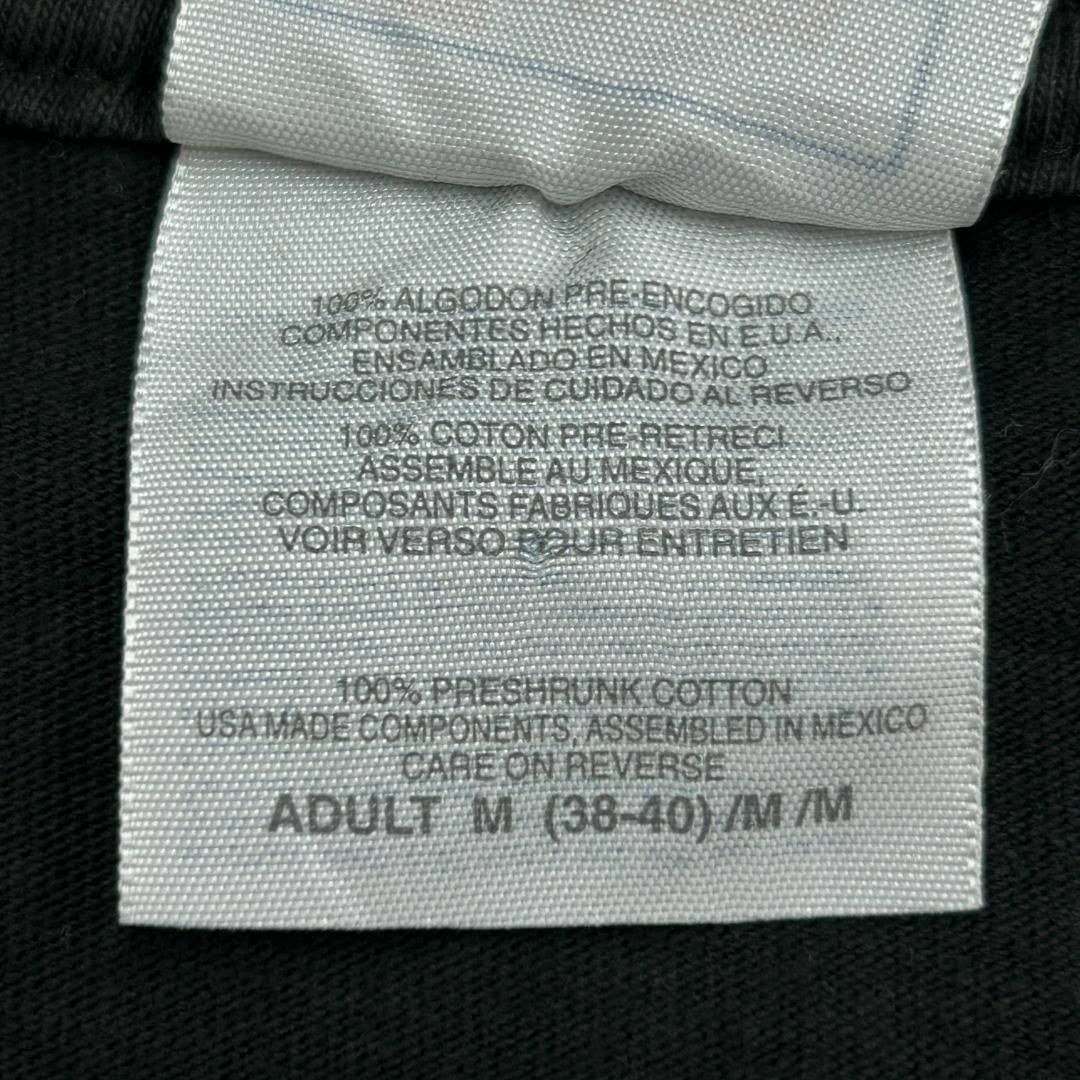 100% ALGODON PRE-ENCOGIDO
COMPONENTES HECHOS EN E.U.A.,
ENSAMBLADO EN MEXICO
INSTRUCCIONES DE CUIDADO AL REVERSO
100% COTON PRE-RETRECI
ASSEMBLE AU MEXIQUE,
COMPOSANTS FABRIQUES AUX É.-U.
VOIR VERSO POUR ENTRETIEN
100% PRESHRUNK COTTON
USA MADE COMPONENTS, ASSEMBLED IN MEXICO
CARE ON REVERSE
ADULT M (38-40) /M /M